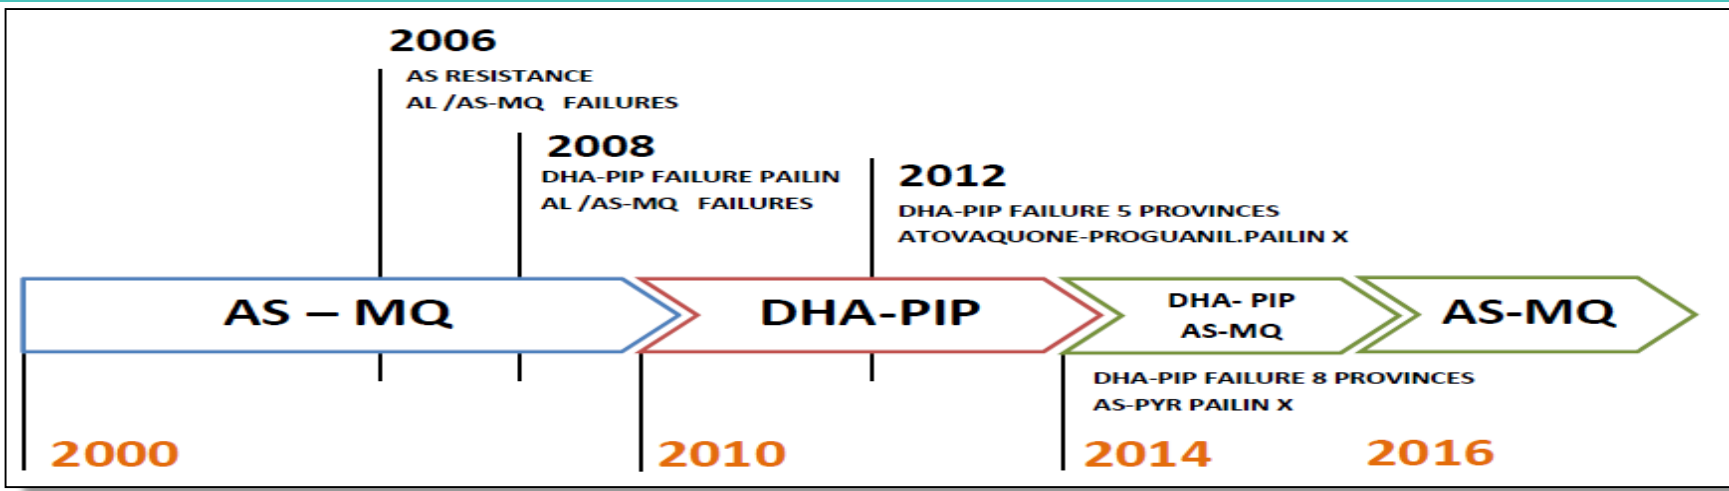 2006
AS RESISTANCE
AL /AS-MQ FAILURES
2008
DHA-PIP FAILURE PAILIN
AL /AS-MQ FAILURES
2012
DHA-PIP FAILURE 5 PROVINCES
ATOVAQUONE-PROGUANIL.PAILIN X
AS – MQ
DHA-PIP
DHA- PIP
AS-MQ
AS-MQ
DHA-PIP FAILURE 8 PROVINCES
AS-PYR PAILIN X
2000
2010
2014
2016